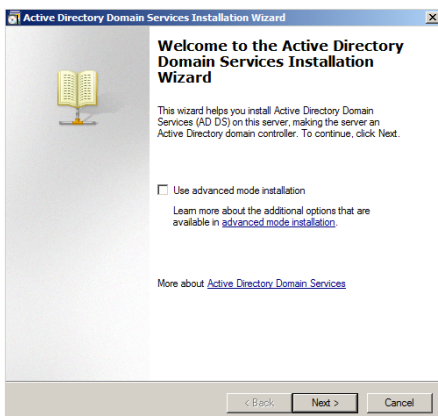 Active Directory Domain Services Installation Wizard
Welcome to the Active Directory
Domain Services Installation
Wizard
This wizard helps you install Active Directory Domain
Services (AD DS) on this server, making the server an
Active Directory domain controller. To continue, click Next.
Use advanced mode installation
Learn more about the additional options that are
available in advanced mode installation.
More about Active Directory Domain Services
< Back Next > Cancel